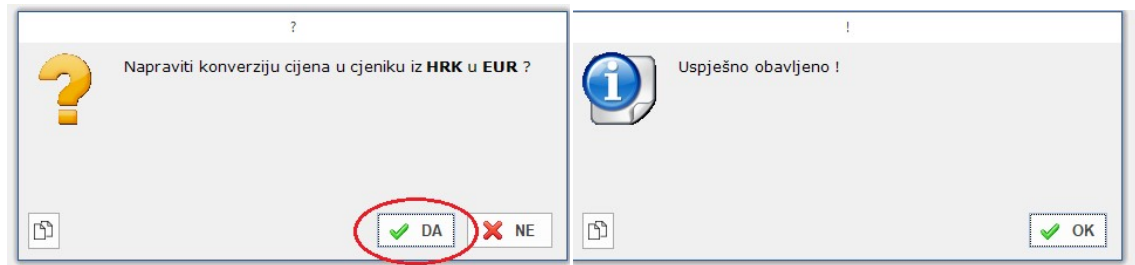 ?
Napraviti konverziju cijena u cjeniku iz HRK u EUR ?
DA
NE
!
Uspješno obavljeno !
OK